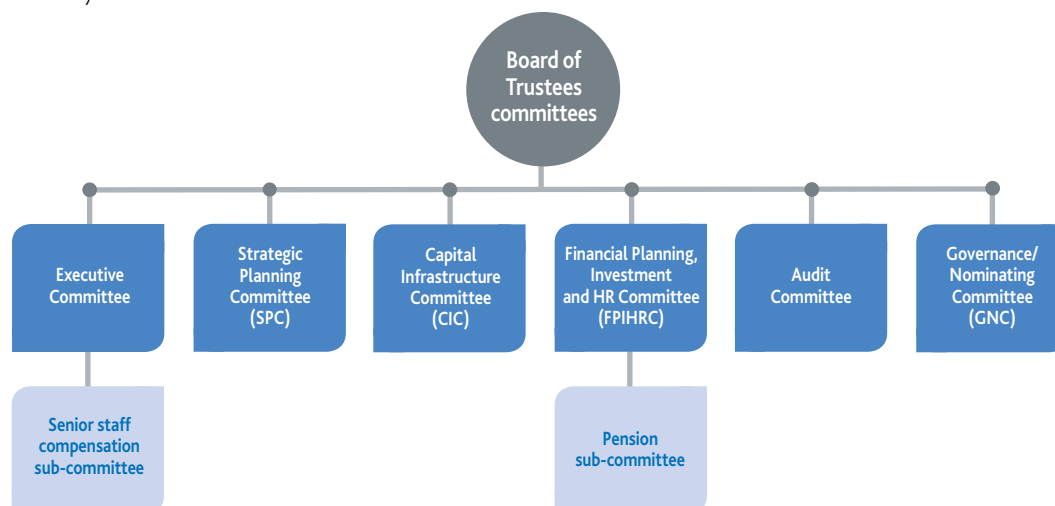 Board of
Trustees
committees
Executive
Committee
Strategic
Planning
Committee
(SPC)
Capital
Infrastructure
Committee
(CIC)
Financial Planning,
Investment
and HR Committee
(FPIHRC)
Audit
Committee
Governance/
Nominating
Committee
(GNC)
Senior staff
compensation
sub-committee
Pension
sub-committee